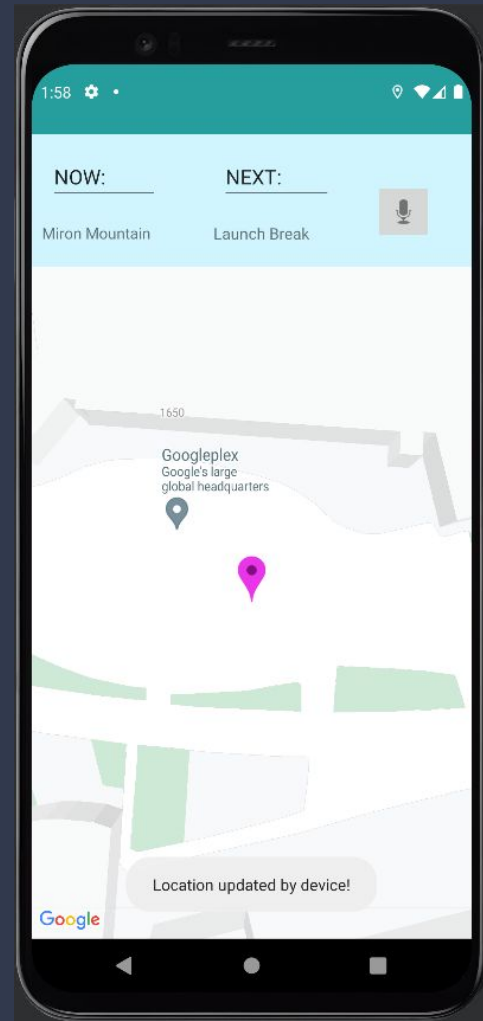 1:58
NOW: NEXT:
Miron Mountain Launch Break
1650
Googleplex
Google's large
global headquarters
Location updated by device!
Google